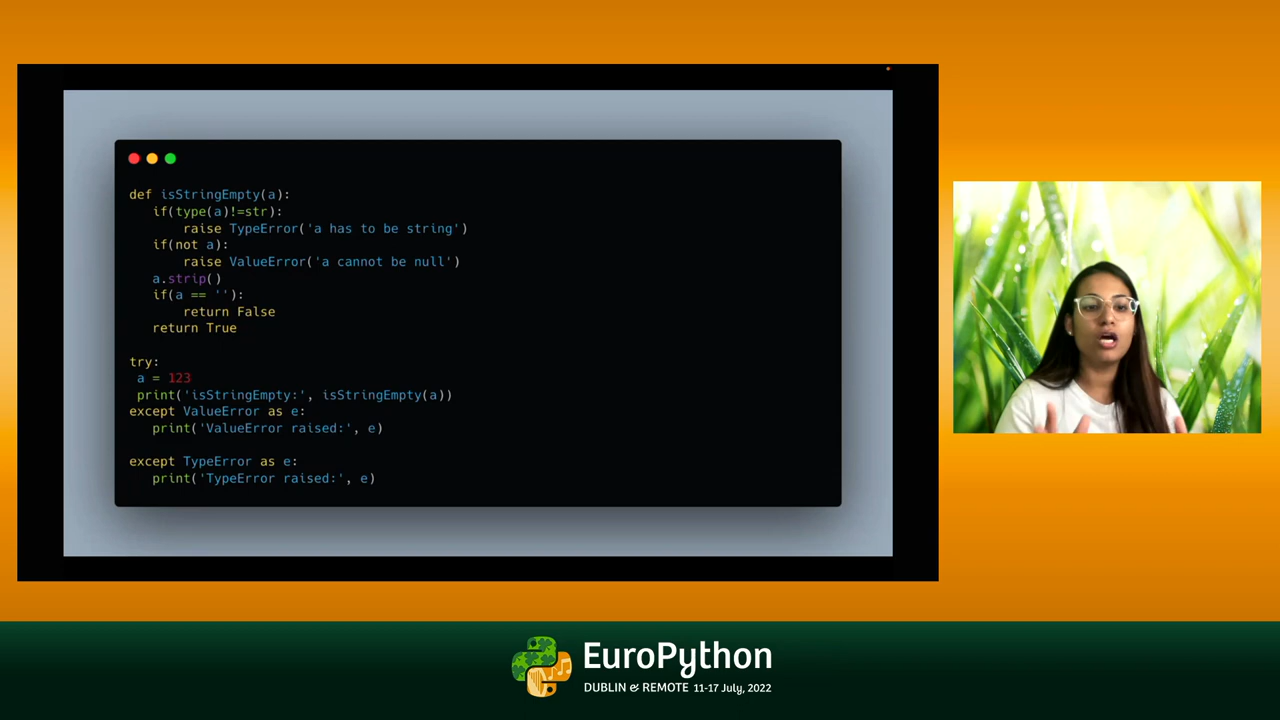 def isStringEmpty(a):
if(type(a)!=str):
raise TypeError('a has to be string')
if(not a):
raise ValueError('a cannot be null')
a.strip()
if(a == ''):
return False
return True
try:
a = 123
print('isStringEmpty:', isStringEmpty(a))
except ValueError as e:
print('ValueError raised:', e)
except TypeError as e:
print('TypeError raised:', e)
EuroPython
DUBLIN & REMOTE 11-17 July, 2022